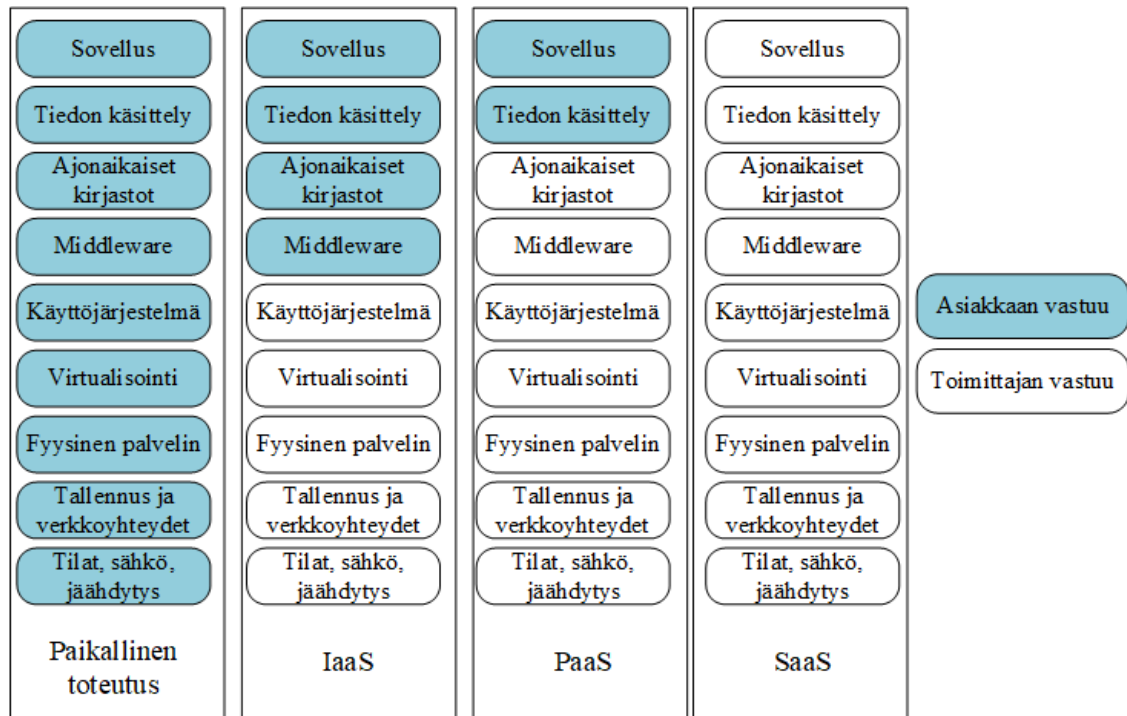 Sovellus
Tiedon käsittely
Ajonaikaiset
kirjastot
Middleware
Käyttöjärjestelmä
Virtualisointi
Fyysinen palvelin
Tallennus ja
verkkoyhteydet
Tilat, sähkö,
jäähdytys
Paikallinen
toteutus
Sovellus
Tiedon käsittely
Ajonaikaiset
kirjastot
Middleware
Käyttöjärjestelmä
Virtualisointi
Fyysinen palvelin
Tallennus ja
verkkoyhteydet
Tilat, sähkö,
jäähdytys
IaaS
Sovellus
Tiedon käsittely
Ajonaikaiset
kirjastot
Middleware
Käyttöjärjestelmä
Virtualisointi
Fyysinen palvelin
Tallennus ja
verkkoyhteydet
Tilat, sähkö,
jäähdytys
PaaS
Sovellus
Tiedon käsittely
Ajonaikaiset
kirjastot
Middleware
Käyttöjärjestelmä
Virtualisointi
Fyysinen palvelin
Tallennus ja
verkkoyhteydet
Tilat, sähkö,
jäähdytys
SaaS
Asiakkaan vastuu
Toimittajan vastuu